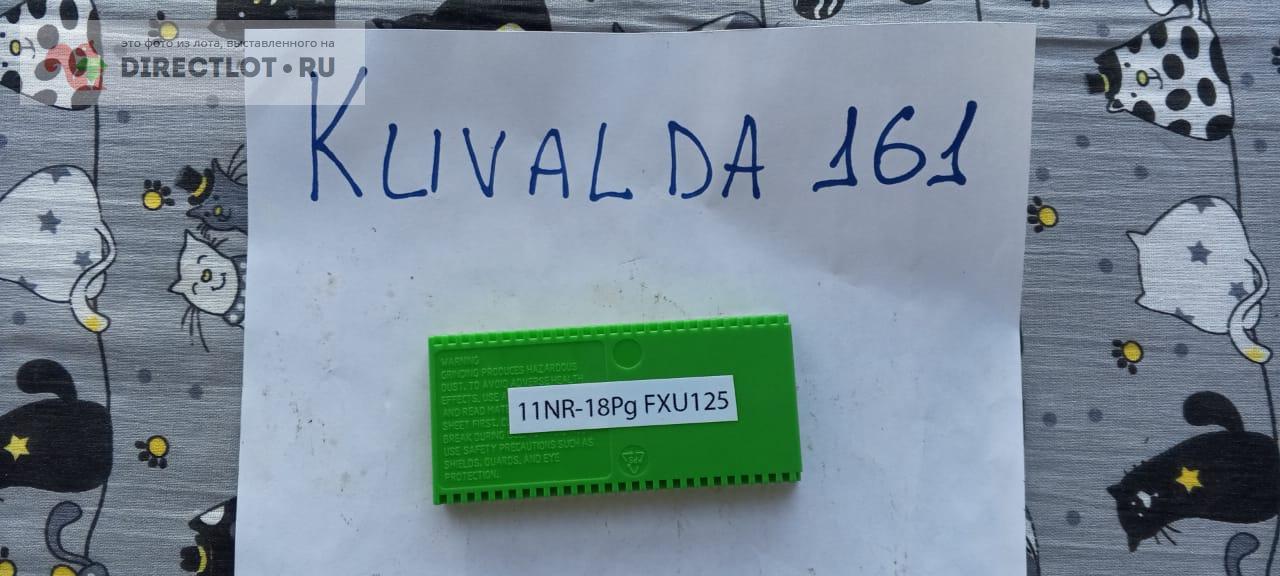 это фото из лота, выставленного на
DIRECTLOT•RU
KUVALDA 161
WARNING
GRINDING PRODUCES HAZARDOUS
DUST. TO AVOID ADVERSE HEALTH
EFFECTS, USE
AND READ
SHEET FIRST.
BREAK DURING
USE SAFETY PRECAUTIONS SUCH AS
SHIELDS, GUARDS, AND EYE
PROTECTION.
11NR-18Pg FXU125